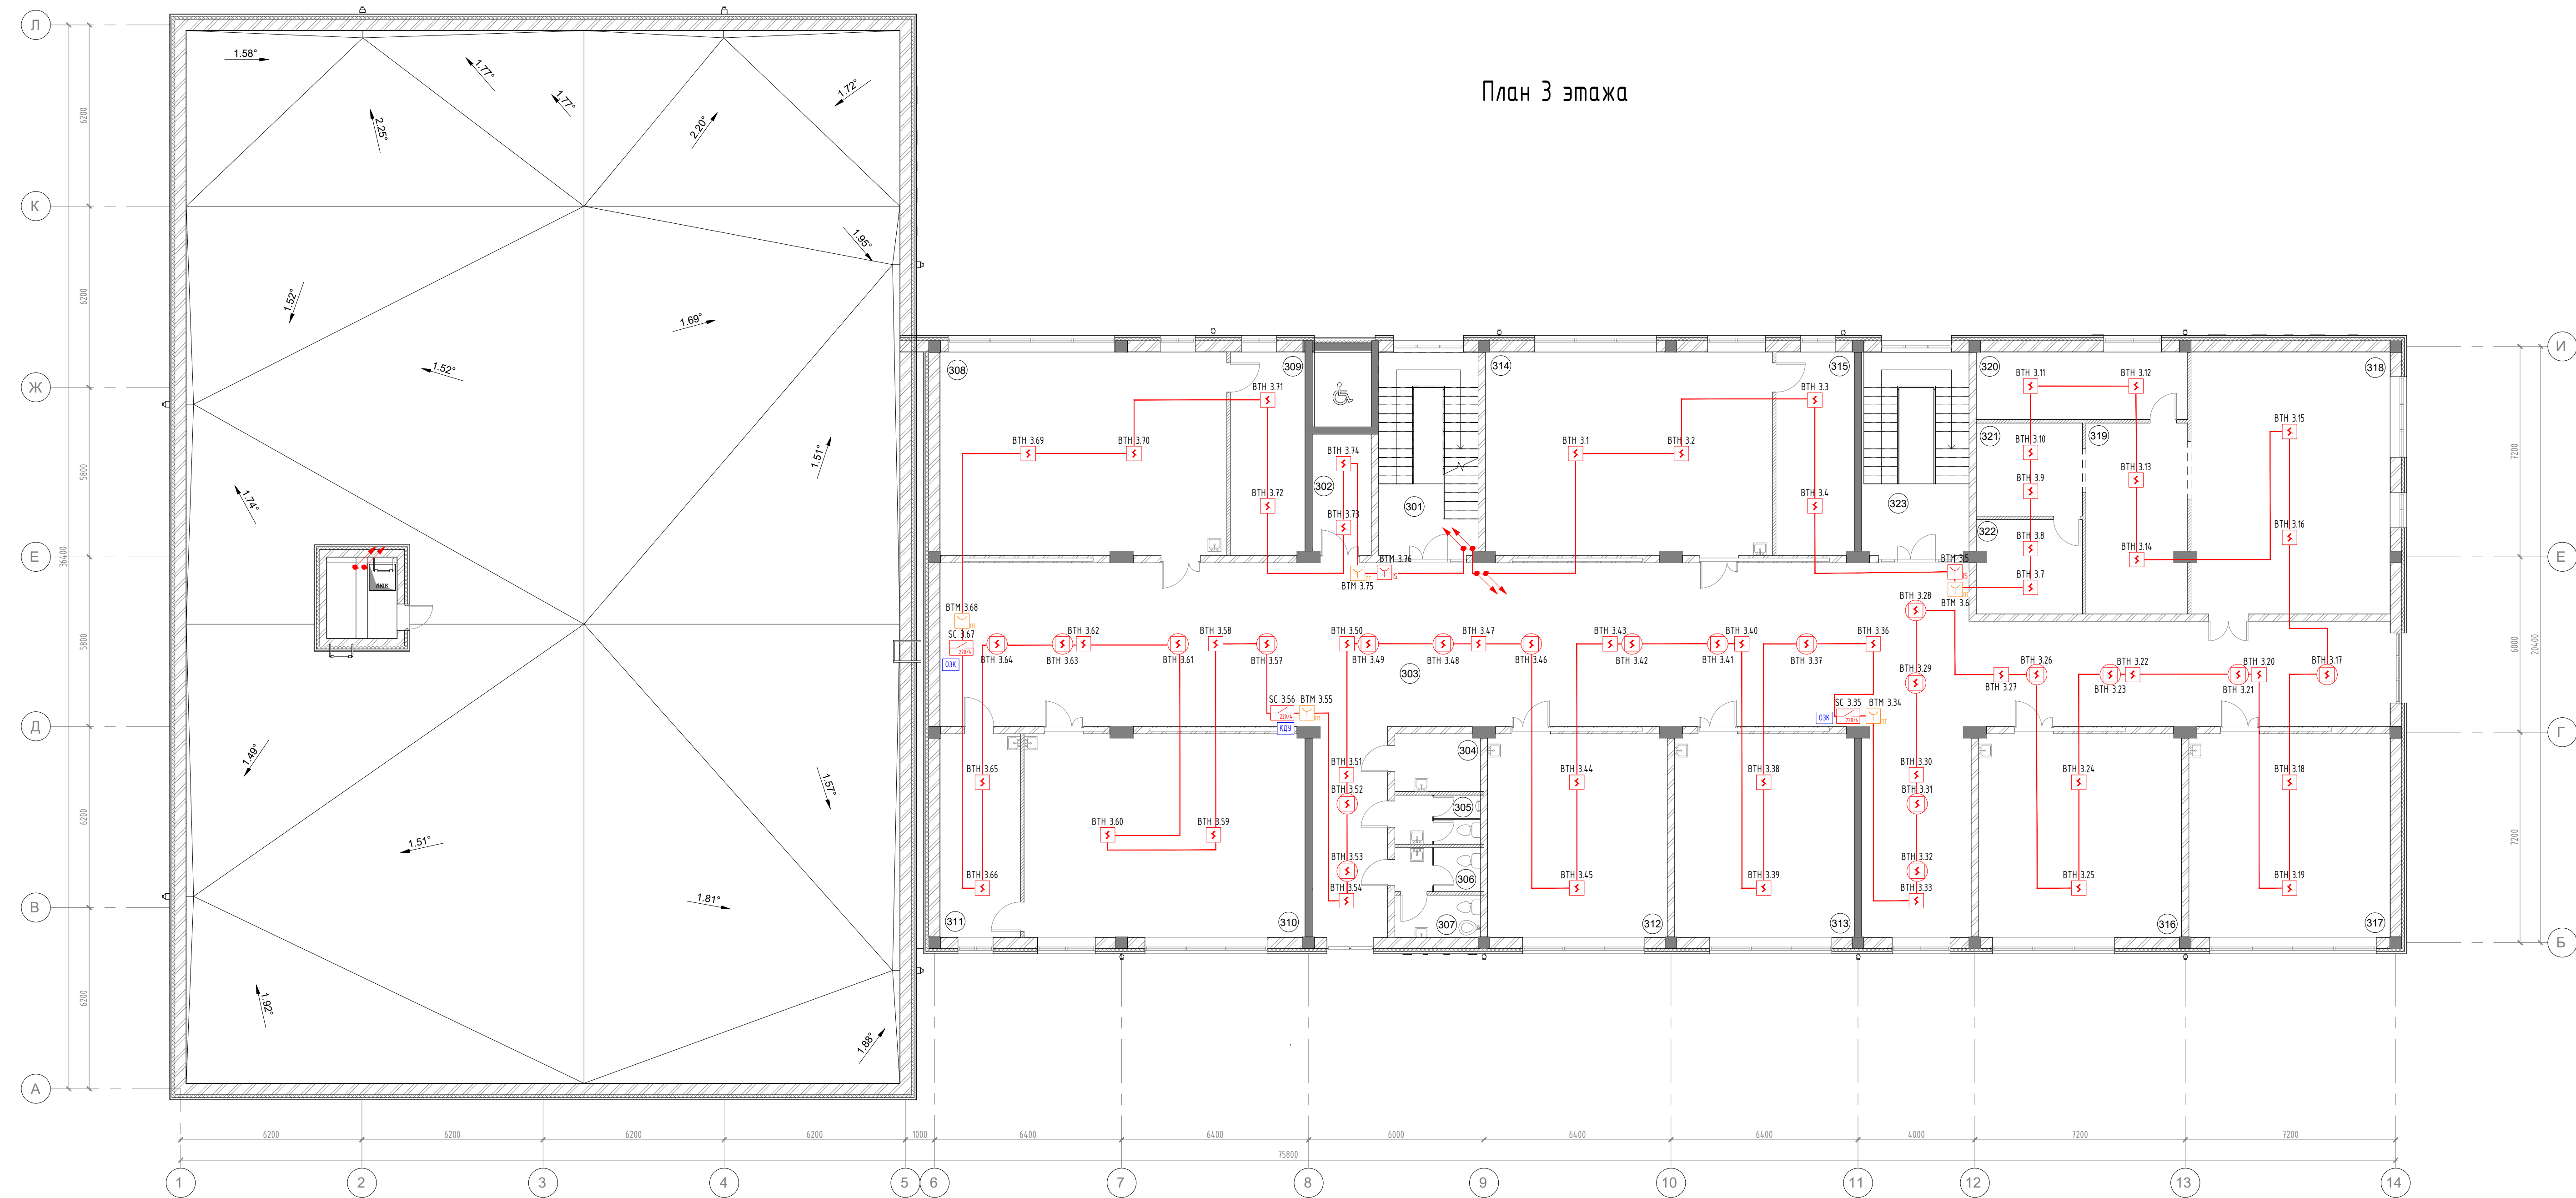 План 3 этажа
Л
К
Ж
Е
Д
В
А
И
Е
Г
Б
6200
6200
5800
5800
6200
6200
36400
7200
6000
7200
20400
1.58°
1.77°
1.77°
1.72°
2.25°
2.20°
1.95°
1.52°
1.69°
1.52°
1.51°
1.74°
ЛЮК
1.49°
1.57°
1.51°
1.81°
1.92°
1.88°
308
309
314
315
320
318
ВТН 3.71
ВТН 3.3
ВТН 3.11
ВТН 3.12
ВТН 3.15
321
319
ВТН 3.69
ВТН 3.70
ВТН 3.74
ВТН 3.1
ВТН 3.2
ВТН 3.10
ВТН 3.13
302
ВТН 3.72
ВТН 3.73
301
ВТН 3.4
323
ВТН 3.9
322
ВТН 3.8
ВТН 3.14
ВТН 3.16
ВТМ 3.76
IS
ВТМ 3.75
ПТ
ВТМ 3.5
IS
ВТМ 3.6
ПТ
ВТН 3.7
ВТМ 3.68
ПТ
SC 3.67
220/4
ОЗК
ВТН 3.64
ВТН 3.63
ВТН 3.62
ВТН 3.61
ВТН 3.58
ВТН 3.57
ВТН 3.50
ВТН 3.49
ВТН 3.48
ВТН 3.47
ВТН 3.46
ВТН 3.43
ВТН 3.42
ВТН 3.41
ВТН 3.40
ВТН 3.37
ВТН 3.36
ВТН 3.28
303
ВТН 3.29
ВТН 3.27
ВТН 3.26
ВТН 3.23
ВТН 3.22
ВТН 3.21
ВТН 3.20
ВТН 3.17
SC 3.56
220/4
КДУ
ВТМ 3.55
ПТ
SC 3.35
220/4
ОЗК
ВТМ 3.34
ПТ
304
ВТН 3.65
ВТН 3.51
ВТН 3.52
ВТН 3.44
ВТН 3.38
ВТН 3.30
ВТН 3.31
ВТН 3.24
ВТН 3.18
305
ВТН 3.60
ВТН 3.59
ВТН 3.53
ВТН 3.32
306
ВТН 3.66
ВТН 3.54
ВТН 3.45
ВТН 3.39
ВТН 3.33
ВТН 3.25
ВТН 3.19
311
310
307
312
313
316
317
6200
6200
6200
6200
1000
6400
6400
6000
6400
6400
4000
7200
7200
75800
1
2
3
4
5
6
7
8
9
10
11
12
13
14